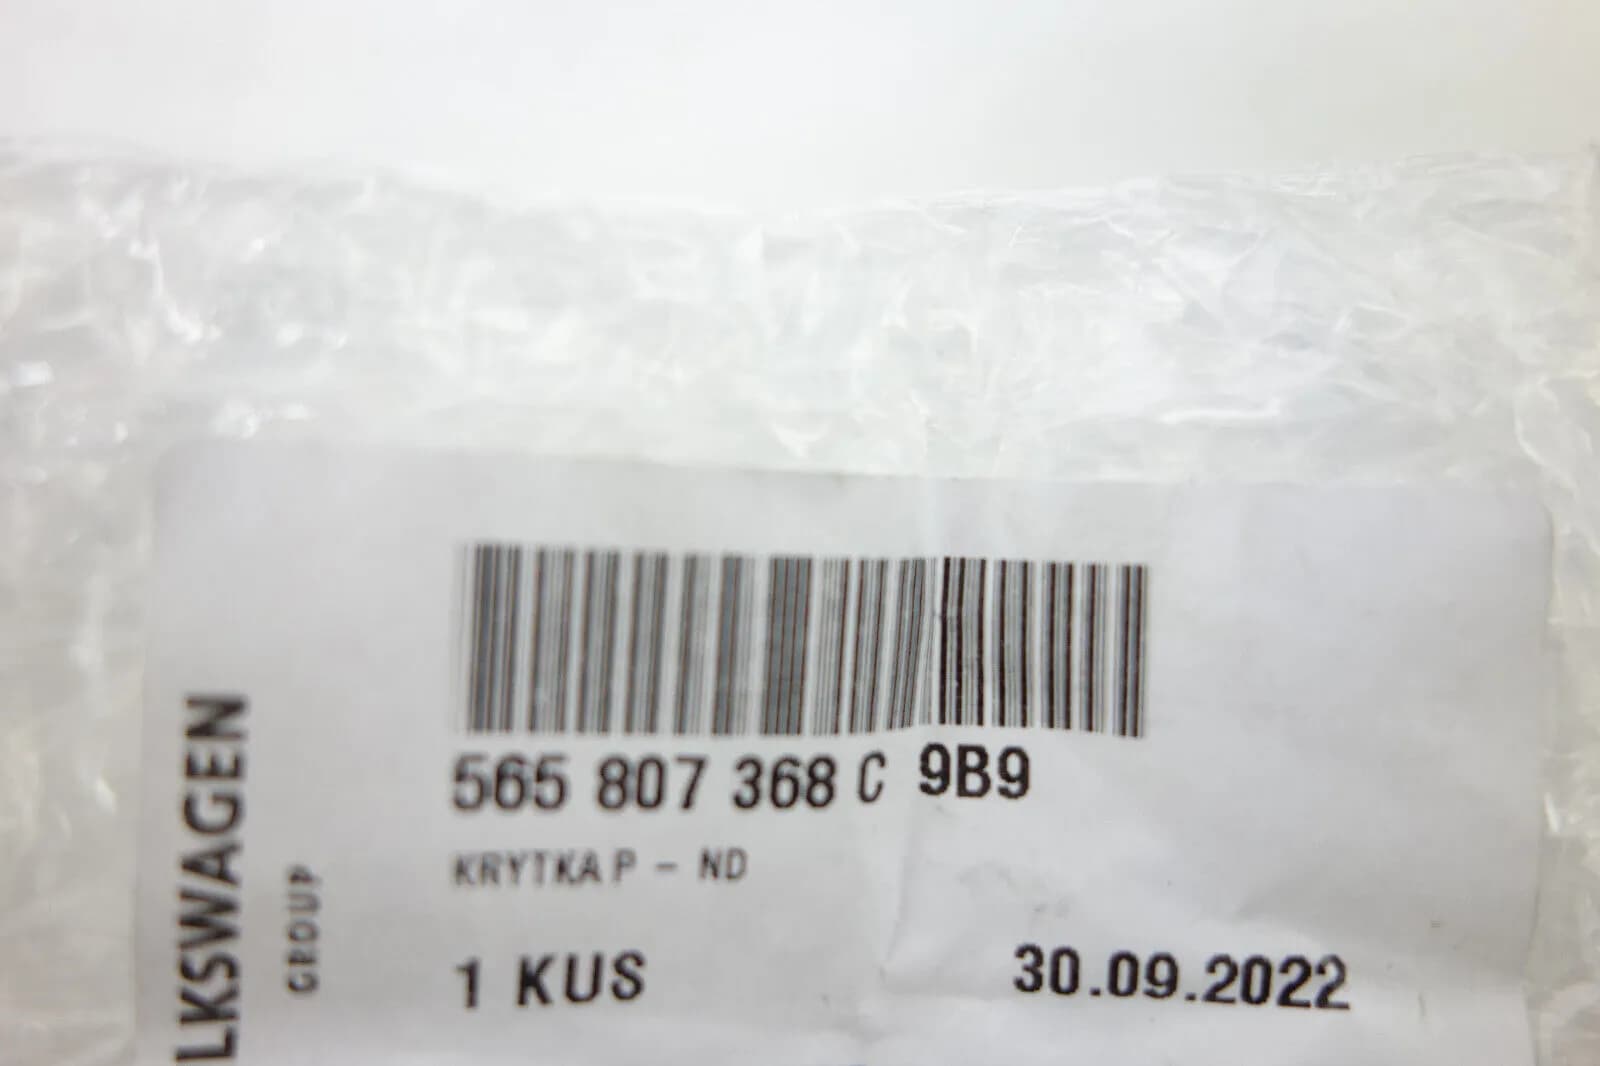 565 807 368 C 9B9
KRYTKA P - ND
1 KUS
30.09.2022
LKSWAGEN
GROUP